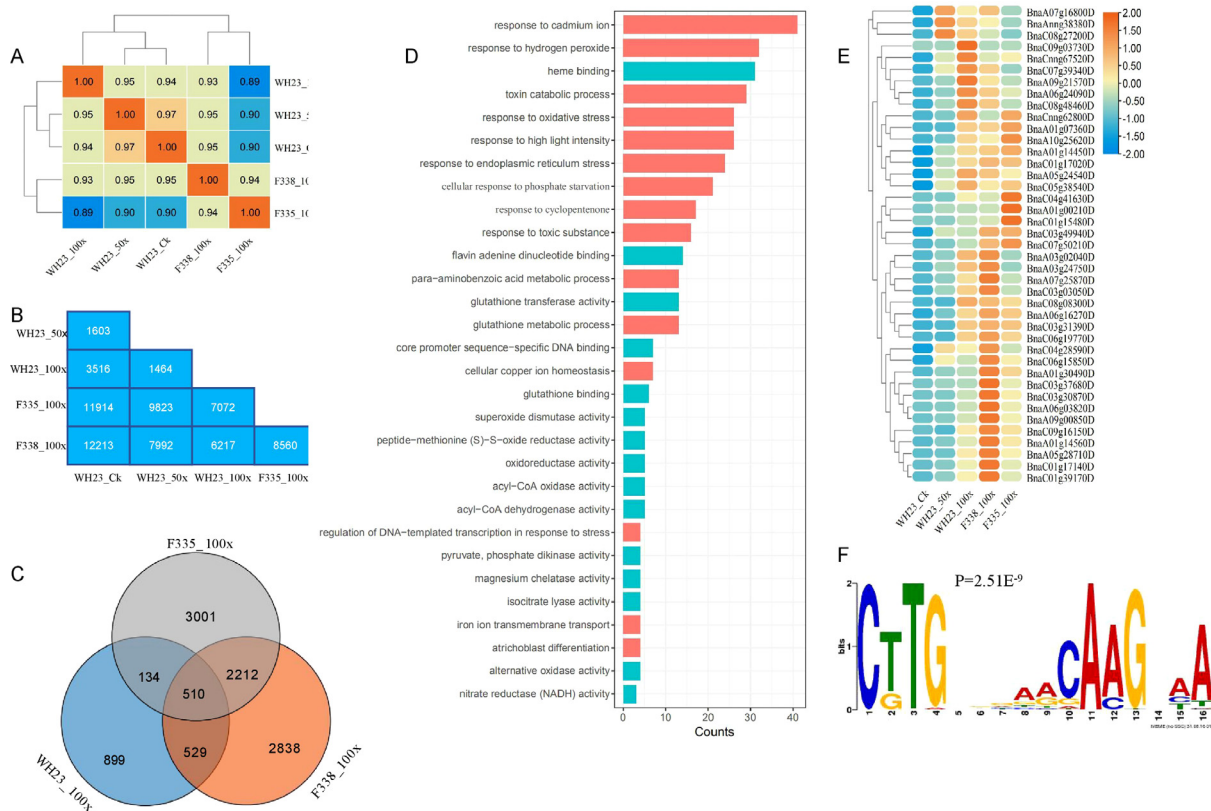 A
1.00 0.95 0.94 0.93 0.89
0.95 1.00 0.97 0.95 0.90
0.94 0.97 1.00 0.95 0.90
0.93 0.95 0.95 1.00 0.94
0.89 0.90 0.90 0.94 1.00
WH23_
WH23_5
WH23_
F338_10
F335_10
WH23_100x
WH23_50x
WH23_Ck
F338_100x
F335_100x
B
WH23_50x 1603
WH23_100x 3516 1464
F335_100x 11914 9823 7072
F338_100x 12213 7992 6217 8560
WH23_Ck WH23_50x WH23_100x F335_100x
C
F335_100x
3001
134
2212
510
899
529
2838
WH23_100x
F338_100x
D
response to cadmium ion
response to hydrogen peroxide
heme binding
toxin catabolic process
response to oxidative stress
response to high light intensity
response to endoplasmic reticulum stress
cellular response to phosphate starvation
response to cyclopentenone
response to toxic substance
flavin adenine dinucleotide binding
para-aminobenzoic acid metabolic process
glutathione transferase activity
glutathione metabolic process
core promoter sequence-specific DNA binding
cellular copper ion homeostasis
glutathione binding
superoxide dismutase activity
peptide-methionine (S)-S-oxide reductase activity
oxidoreductase activity
acyl-CoA oxidase activity
acyl-CoA dehydrogenase activity
regulation of DNA-templated transcription in response to stress
pyruvate, phosphate dikinase activity
magnesium chelatase activity
isocitrate lyase activity
iron ion transmembrane transport
atrichoblast differentiation
alternative oxidase activity
nitrate reductase (NADH) activity
0 10 20 30 40
Counts
E
BnaA07g16800D
BnaAnng38380D
BnaC08g27200D
BnaC09g03730D
BnaCnng67520D
BnaC07g39340D
BnaA09g21570D
BnaA06g24090D
BnaC08g48460D
BnaCnng62800D
BnaA01g07360D
BnaA10g25620D
BnaA01g14450D
BnaC01g17020D
BnaA05g24540D
BnaC05g38540D
BnaC04g41630D
BnaA01g00210D
BnaC01g15480D
BnaC03g49940D
BnaC07g50210D
BnaA03g02040D
BnaA03g24750D
BnaA07g25870D
BnaC03g03050D
BnaC08g08300D
BnaA06g16270D
BnaC03g31390D
BnaC06g19770D
BnaC04g28590D
BnaC06g15850D
BnaA01g30490D
BnaC03g37680D
BnaC03g30870D
BnaA06g03820D
BnaA09g00850D
BnaC09g16150D
BnaA01g14560D
BnaA05g28710D
BnaC01g17140D
BnaC01g39170D
2.00
1.50
1.00
0.50
0.00
-0.50
-1.00
-1.50
-2.00
WH23_Ck
WH23_50x
WH23_100x
F338_100x
F335_100x
F
P=2.51E⁻⁹
bits
2
1
0
1 2 3 4 5 6 7 8 9 10 11 12 13 14 15 16